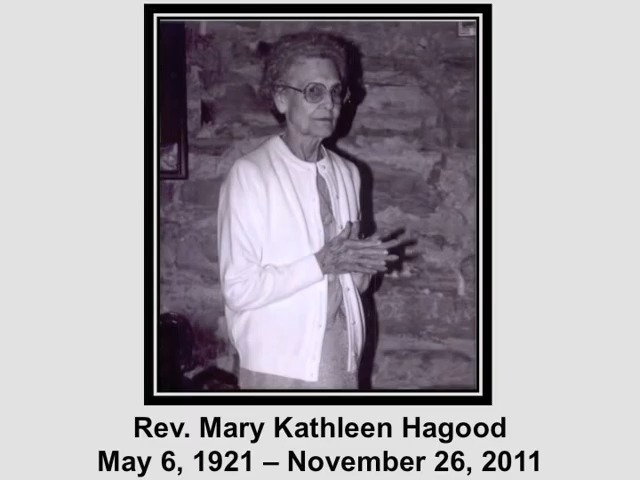 Rev. Mary Kathleen Hagood
May 6, 1921 – November 26, 2011